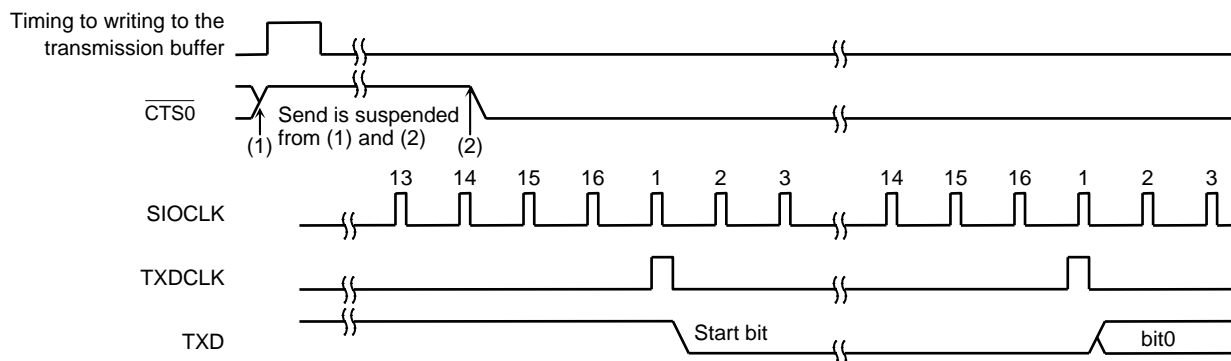 Timing to writing to the
transmission buffer
CTS0
Send is suspended
from (1) and (2)
(1)
(2)
13 14 15 16 1 2 3 14 15 16 1 2 3
SIOCLK
TXDCLK
TXD
Start bit
bit0